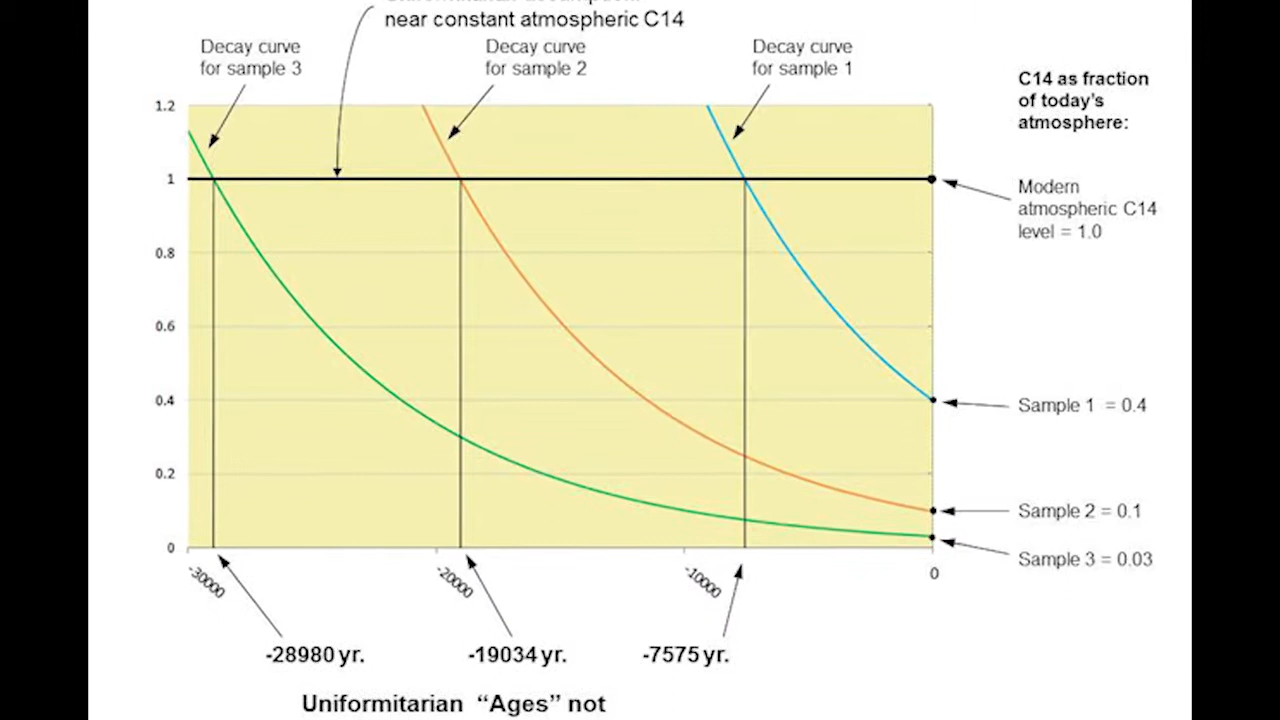 near constant atmospheric C14
Decay curve
for sample 3
Decay curve
for sample 2
Decay curve
for sample 1
C14 as fraction
of today's
atmosphere:
1.2
1
0.8
0.6
0.4
0.2
0
Modern
atmospheric C14
level = 1.0
Sample 1 = 0.4
Sample 2 = 0.1
Sample 3 = 0.03
-30000
-20000
-10000
0
-28980 yr.
-19034 yr.
-7575 yr.
Uniformitarian “Ages” not